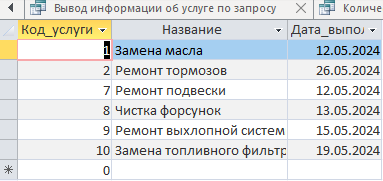 Вывод информации об услуге по запросу Количе
Код_услуги Название Дата_выпол
1 Замена масла 12.05.2024
2 Ремонт тормозов 26.05.2024
7 Ремонт подвески 12.05.2024
8 Чистка форсунок 13.05.2024
9 Ремонт выхлопной систем 15.05.2024
10 Замена топливного фильтр 19.05.2024
0